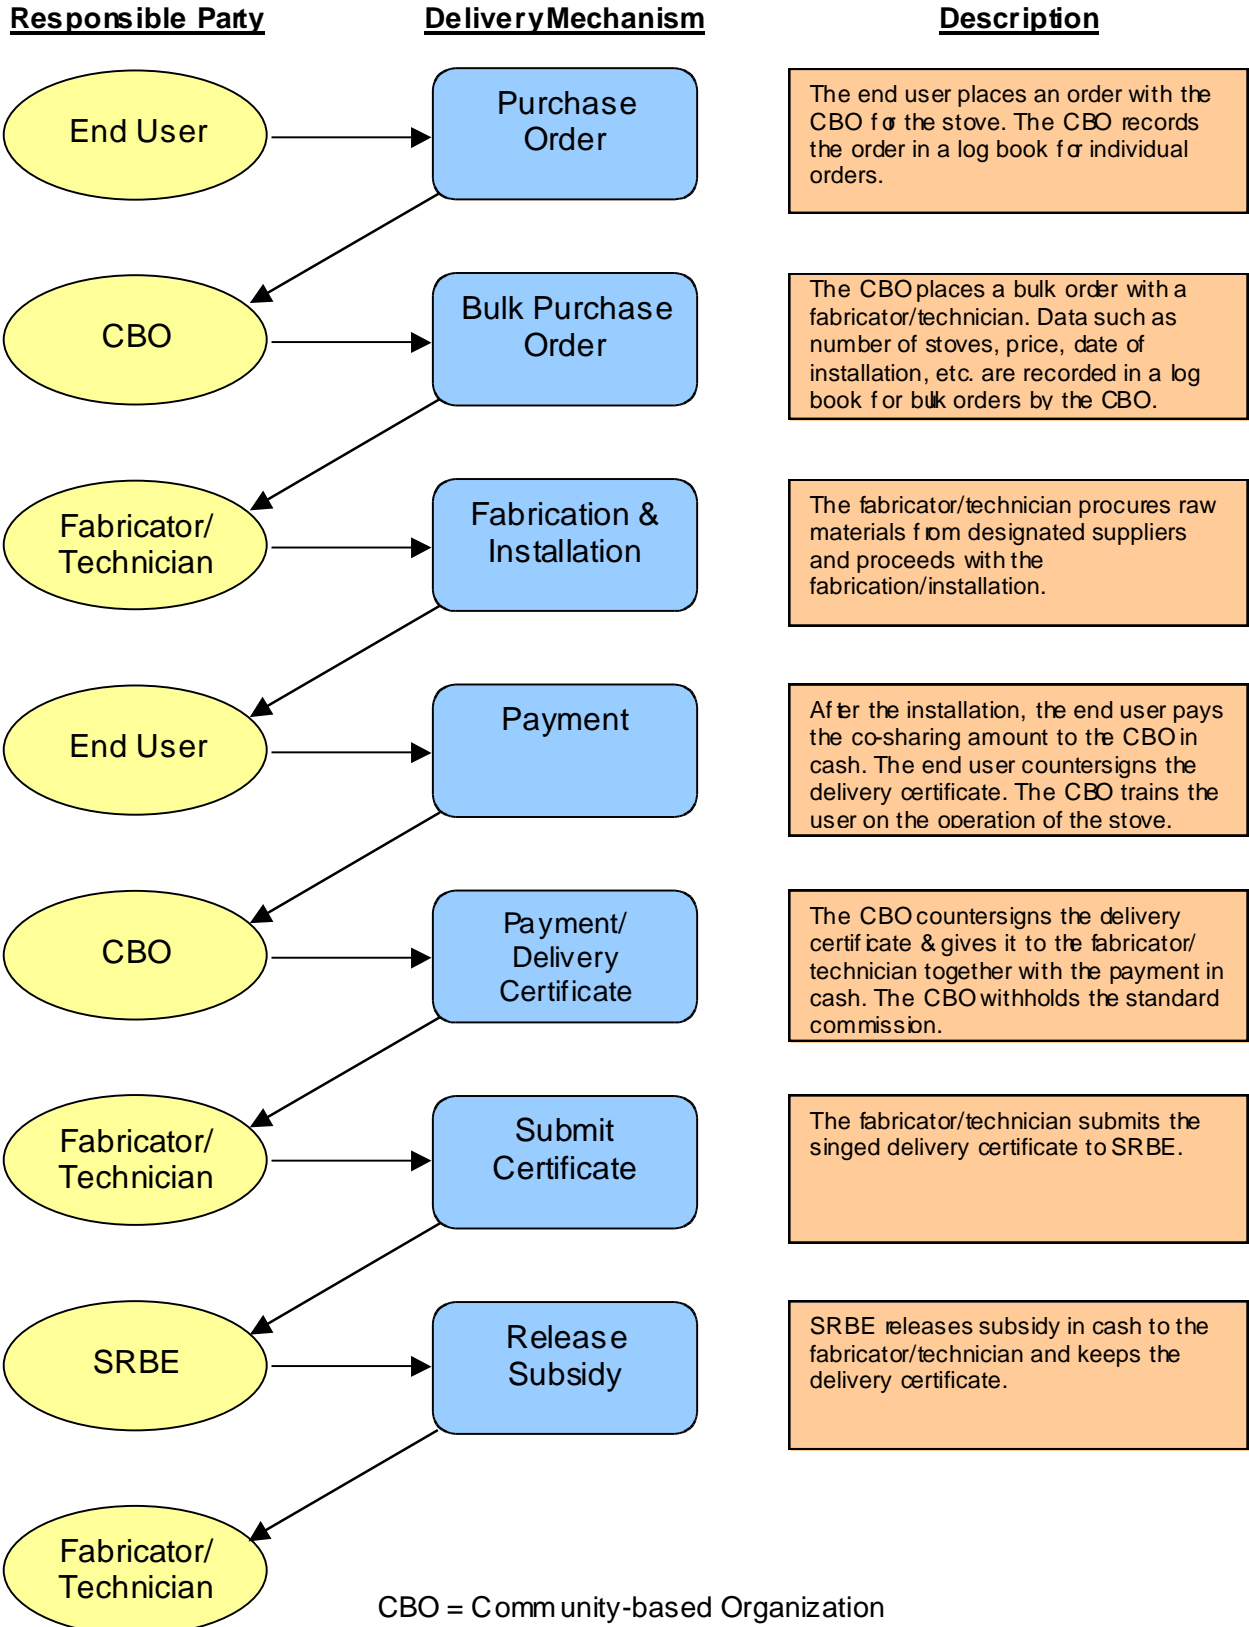 Responsible Party Delivery Mechanism Description
End User
Purchase
Order
The end user places an order with the
CBO for the stove. The CBO records
the order in a log book for individual
orders.
CBO
Bulk Purchase
Order
The CBO places a bulk order with a
fabricator/technician. Data such as
number of stoves, price, date of
installation, etc. are recorded in a log
book for bulk orders by the CBO.
Fabricator/
Technician
Fabrication &
Installation
The fabricator/technician procures raw
materials from designated suppliers
and proceeds with the
fabrication/installation.
End User
Payment
After the installation, the end user pays
the co-sharing amount to the CBO in
cash. The end user countersigns the
delivery certificate. The CBO trains the
user on the operation of the stove.
CBO
Payment/
Delivery
Certificate
The CBO countersigns the delivery
certificate & gives it to the fabricator/
technician together with the payment in
cash. The CBO withholds the standard
commission.
Fabricator/
Technician
Submit
Certificate
The fabricator/technician submits the
singed delivery certificate to SRBE.
SRBE
Release
Subsidy
SRBE releases subsidy in cash to the
fabricator/technician and keeps the
delivery certificate.
Fabricator/
Technician
CBO = Community-based Organization